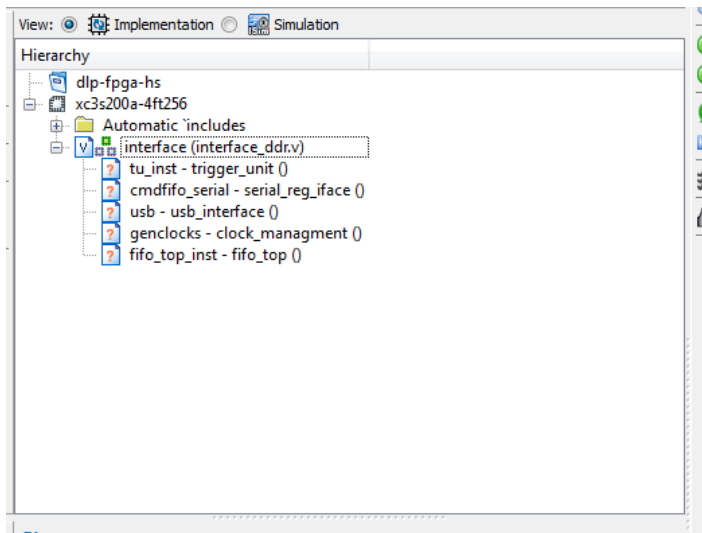 View: Implementation Simulation
Hierarchy
dlp-fpga-hs
xc3s200a-4ft256
Automatic `includes
V interface (interface_ddr.v)
? tu_inst - trigger_unit ()
? cmdfifo_serial - serial_reg_iface ()
? usb - usb_interface ()
? genclocks - clock_managment ()
? fifo_top_inst - fifo_top ()